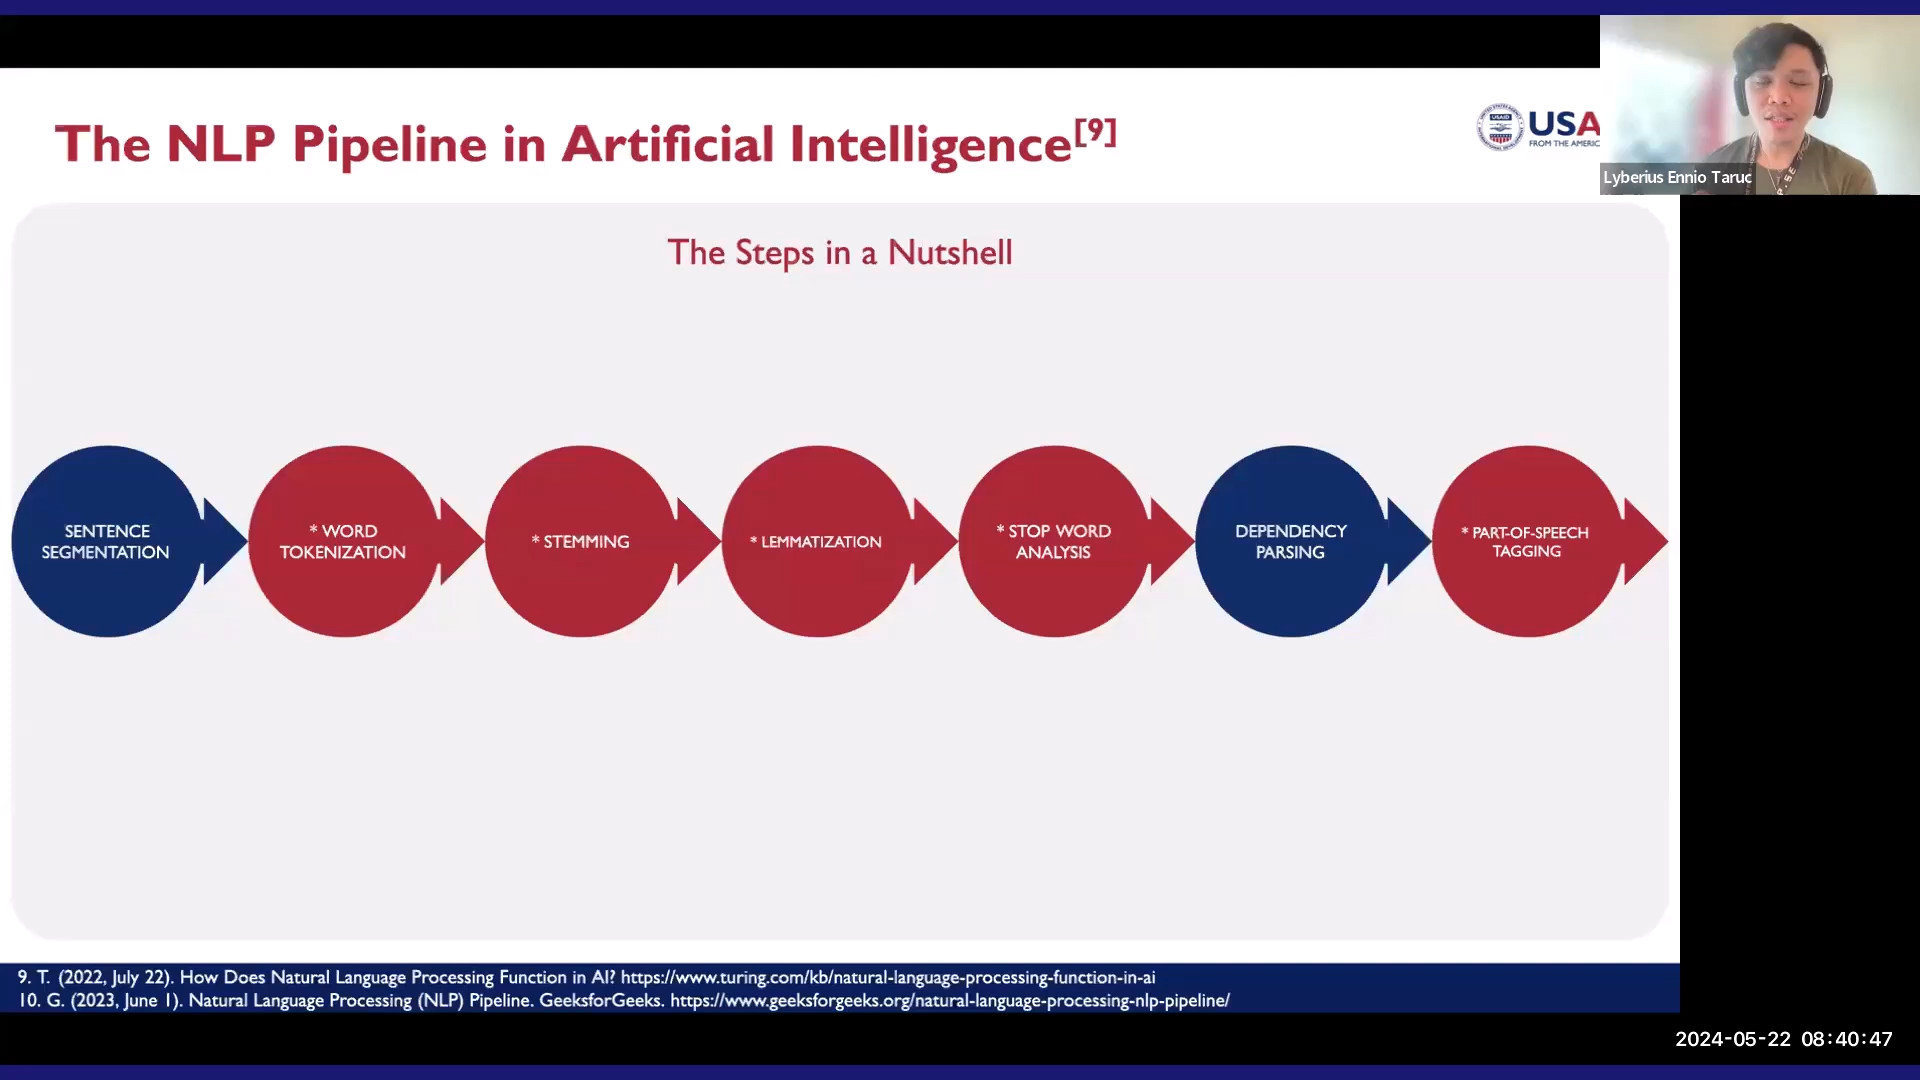 The NLP Pipeline in Artificial Intelligence[9]
USAID
USA
FROM THE AMERIC
Lyberius Ennio Taruc
The Steps in a Nutshell
SENTENCE
SEGMENTATION
* WORD
TOKENIZATION
* STEMMING
* LEMMATIZATION
* STOP WORD
ANALYSIS
DEPENDENCY
PARSING
* PART-OF-SPEECH
TAGGING
9. T. (2022, July 22). How Does Natural Language Processing Function in AI? https://www.turing.com/kb/natural-language-processing-function-in-ai
10. G. (2023, June 1). Natural Language Processing (NLP) Pipeline. GeeksforGeeks. https://www.geeksforgeeks.org/natural-language-processing-nlp-pipeline/
2024-05-22 08:40:47